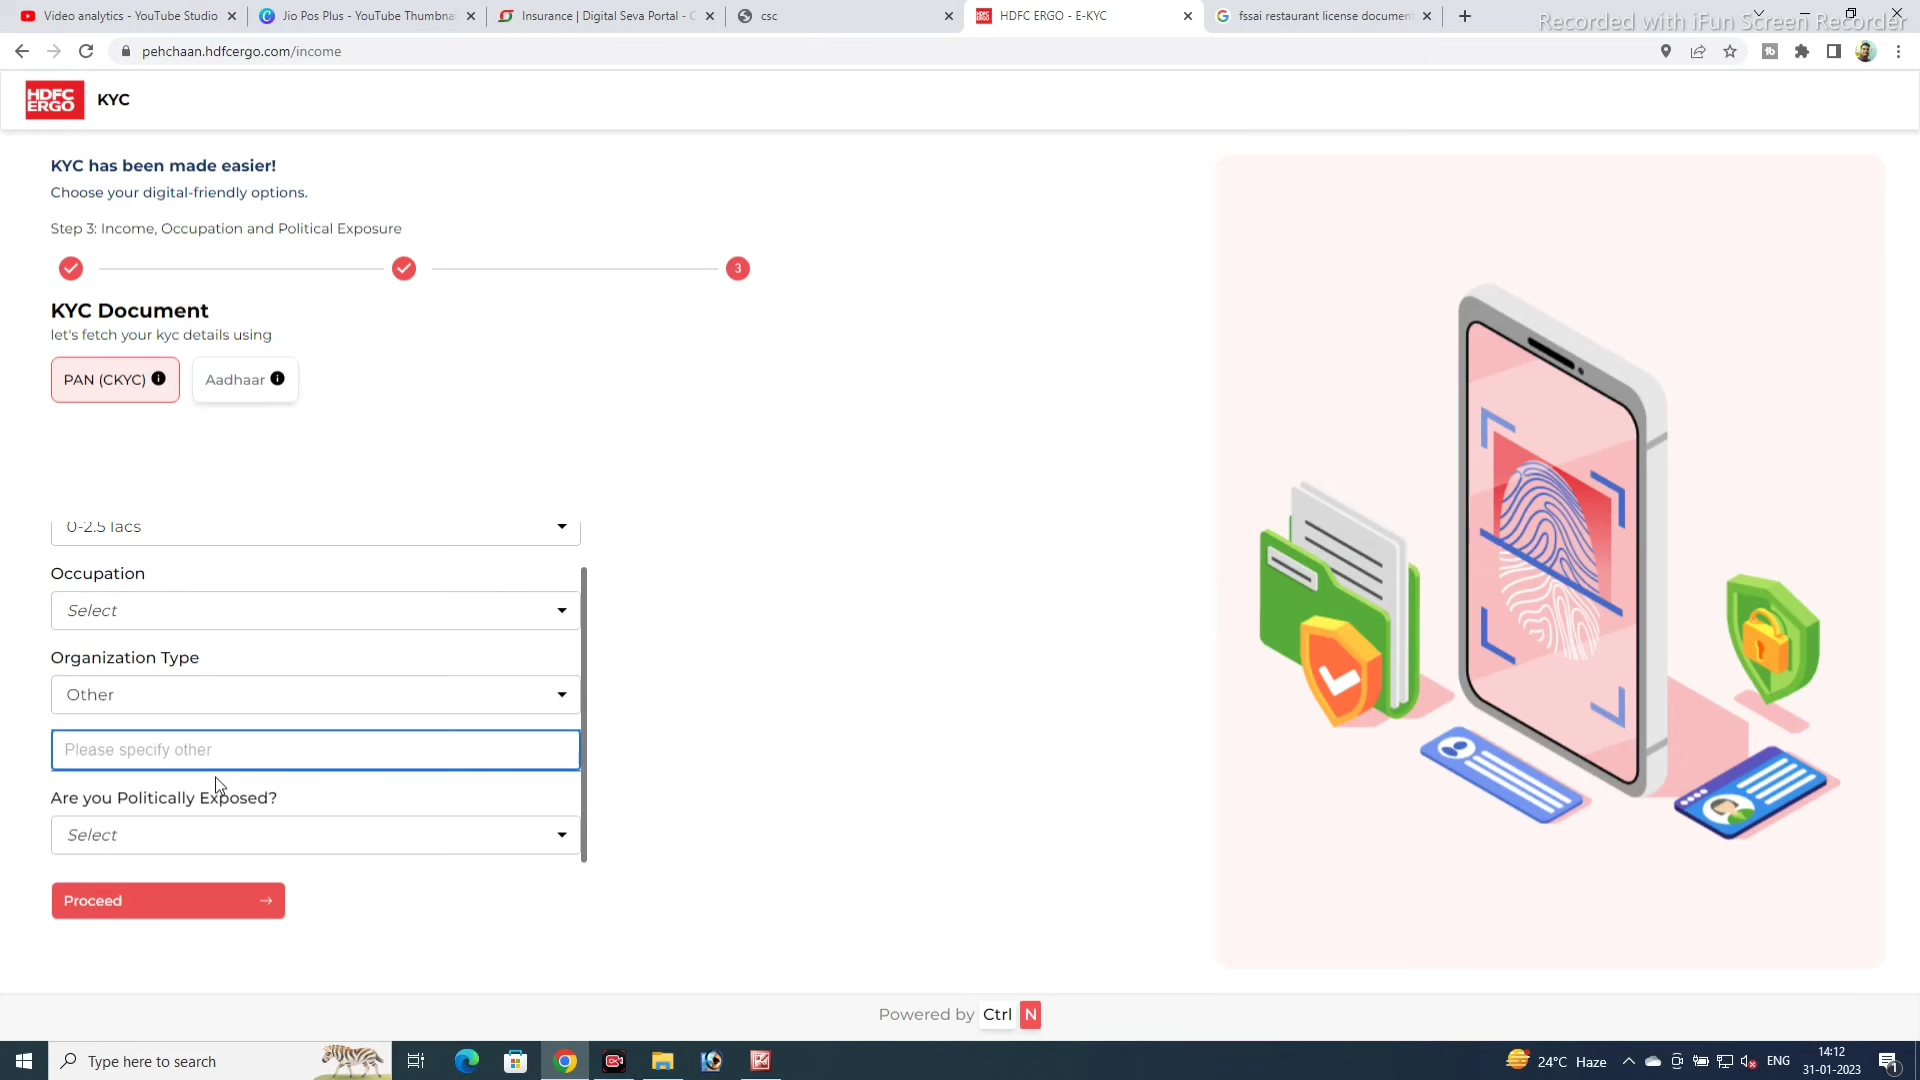 Video analytics - YouTube Studio
Jio Pos Plus - YouTube Thumbna
Insurance | Digital Seva Portal - C
csc
HDFC ERGO - E-KYC
fssai restaurant license document
Recorded with iFun Screen Recorder
pehchaan.hdfcergo.com/income
HDFC
ERGO
KYC
KYC has been made easier!
Choose your digital-friendly options.
Step 3: Income, Occupation and Political Exposure
3
KYC Document
let's fetch your kyc details using
PAN (CKYC)
Aadhaar
0-2.5 lacs
Occupation
Select
Organization Type
Other
Please specify other
Are you Politically Exposed?
Select
Proceed
Powered by Ctrl N
Type here to search
24°C Haze
ENG
14:12
31-01-2023
1